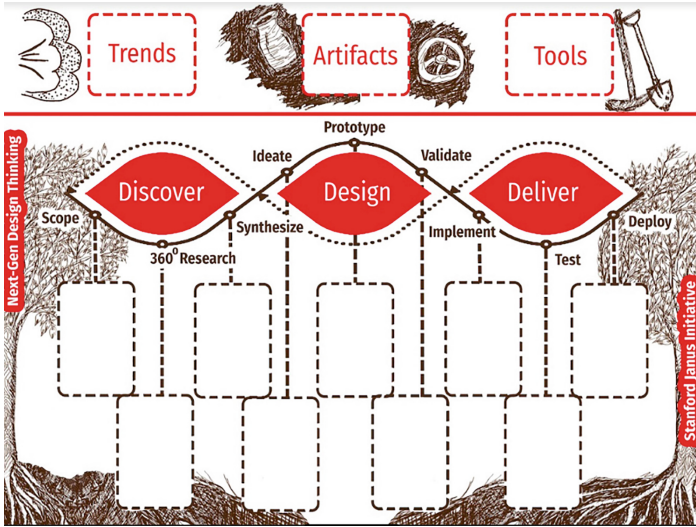 Trends
Artifacts
Tools
Next-Gen Design Thinking
Prototype
Ideate
Validate
Discover
Design
Deliver
Scope
Synthesize
Implement
Deploy
360° Research
Test
Stanford Janus Initiative